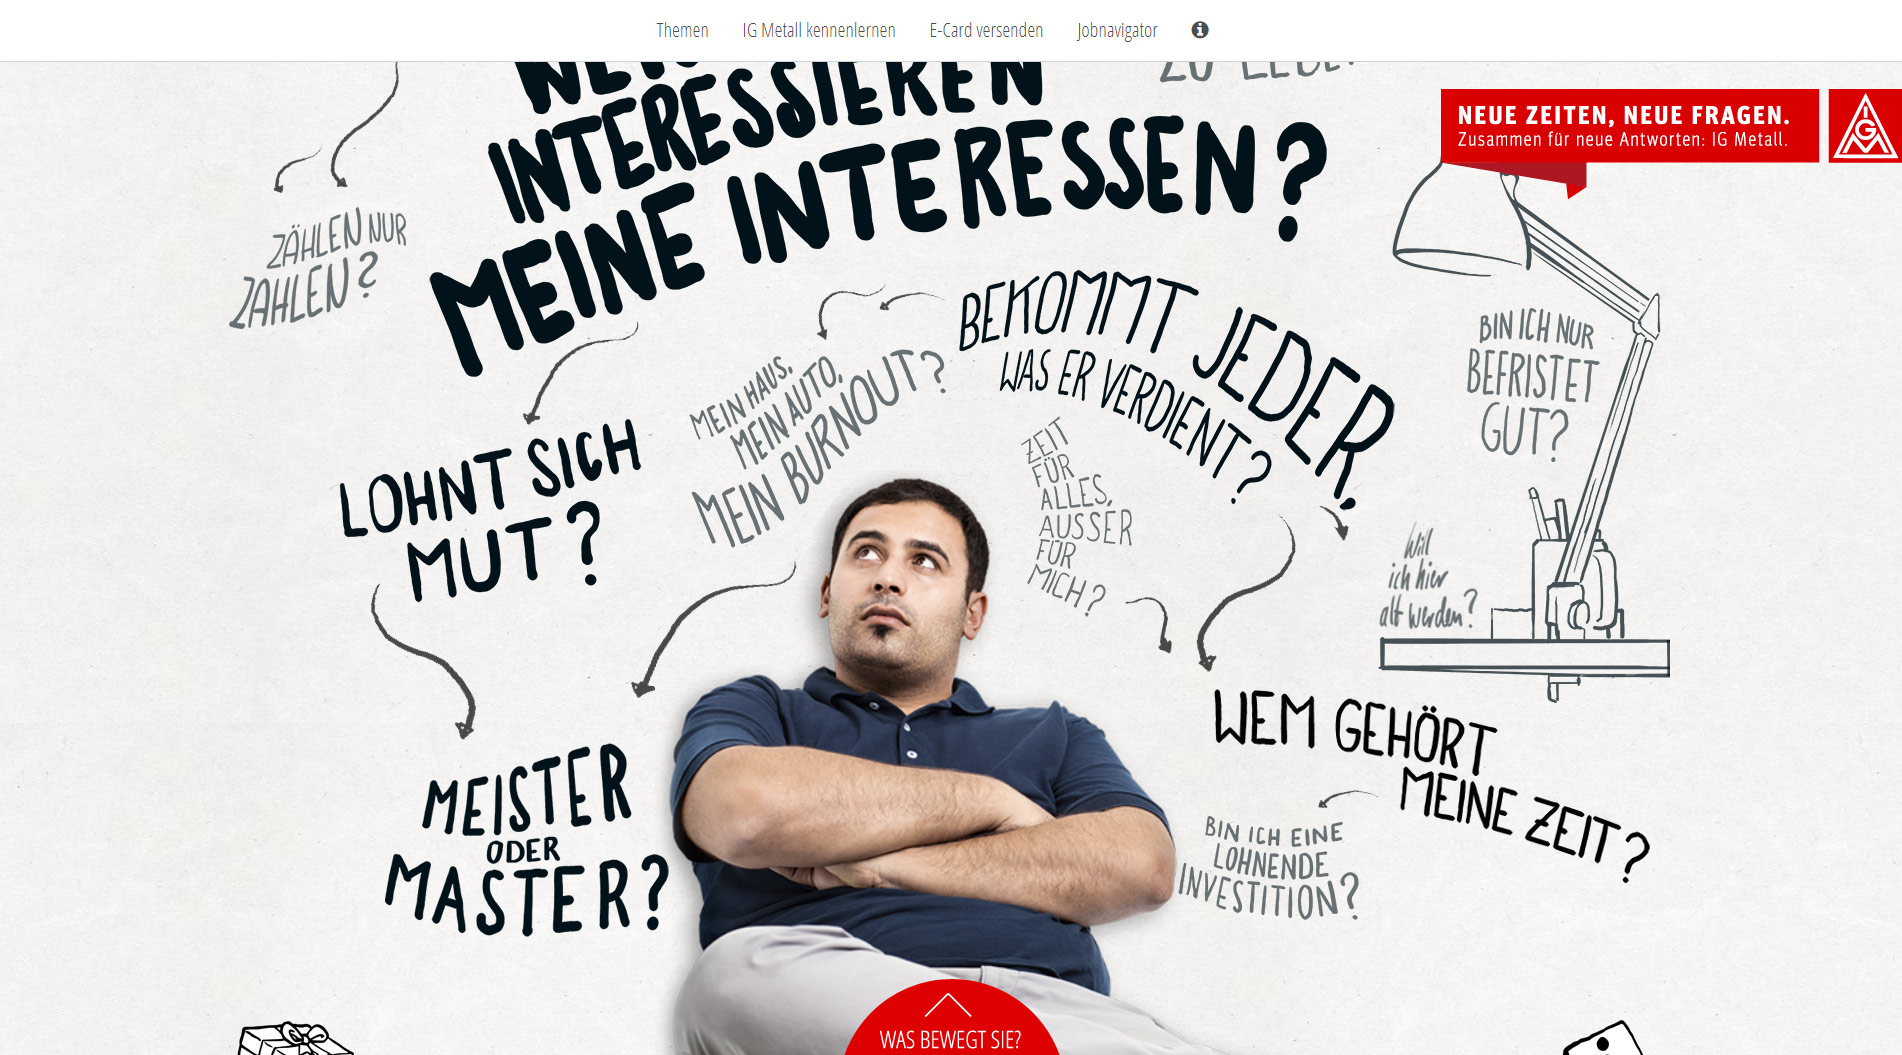 Themen
IG Metall kennenlernen
E-Card versenden
Jobnavigator
NEUE ZEITEN, NEUE FRAGEN.
Zusammen für neue Antworten: IG Metall.
IGM
INTERESSIEREN
MEINE INTERESSEN?
ZÄHLEN NUR
ZAHLEN?
BEKOMMT JEDER,
WAS ER VERDIENT?
MEIN HAUS,
MEIN AUTO,
MEIN BURNOUT?
BIN ICH NUR
BEFRISTET
GUT?
LOHNT SICH
MUT?
ZEIT
FÜR
ALLES,
AUSSER
FÜR
MICH?
Will
ich hier
alt werden?
WEM GEHÖRT
MEINE ZEIT?
MEISTER
ODER
MASTER?
BIN ICH EINE
LOHNENDE
INVESTITION?
WAS BEWEGT SIE?